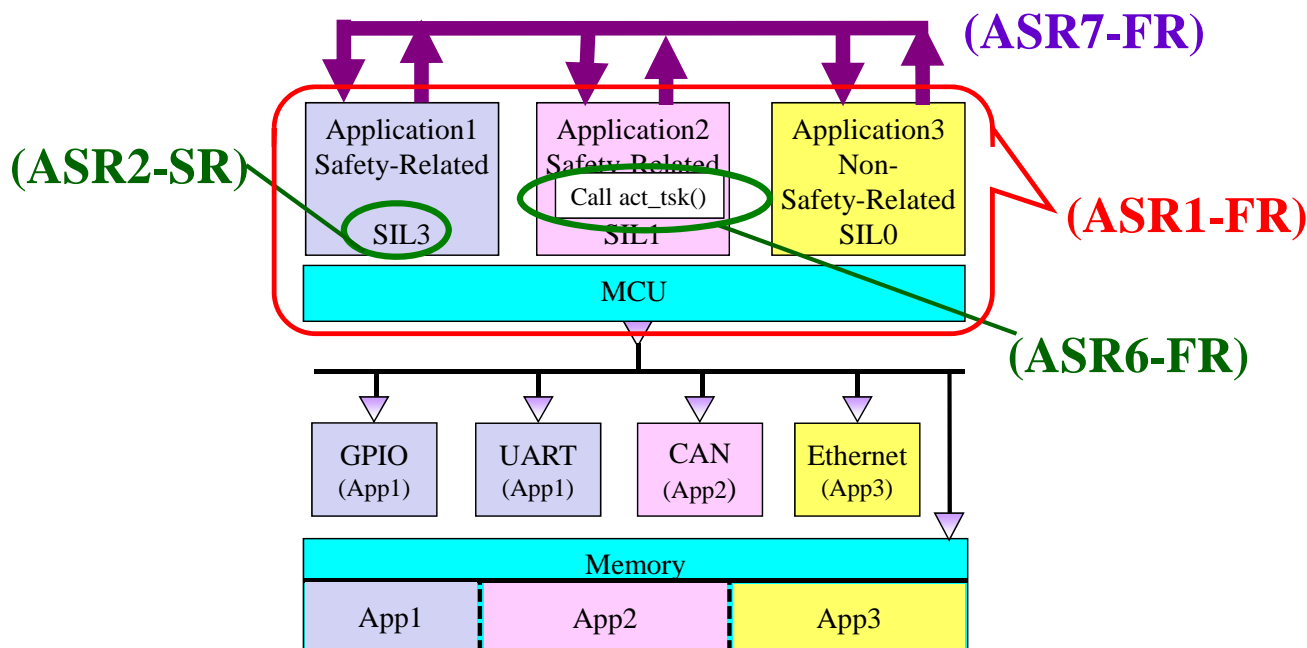 (ASR7-FR)
Application1
Safety-Related
SIL3
Application2
Safety-Related
Call act_tsk()
SIL1
Application3
Non-
Safety-Related
SIL0
(ASR2-SR)
(ASR1-FR)
MCU
(ASR6-FR)
GPIO
(App1)
UART
(App1)
CAN
(App2)
Ethernet
(App3)
Memory
App1
App2
App3